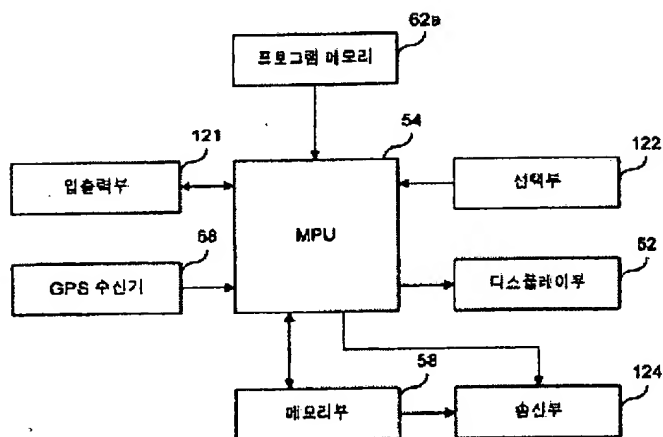 62a
프로그램 메모리
54
121
122
입출력부
선택부
MPU
68
52
GPS 수신기
디스플레이부
58
124
메모리부
송신부